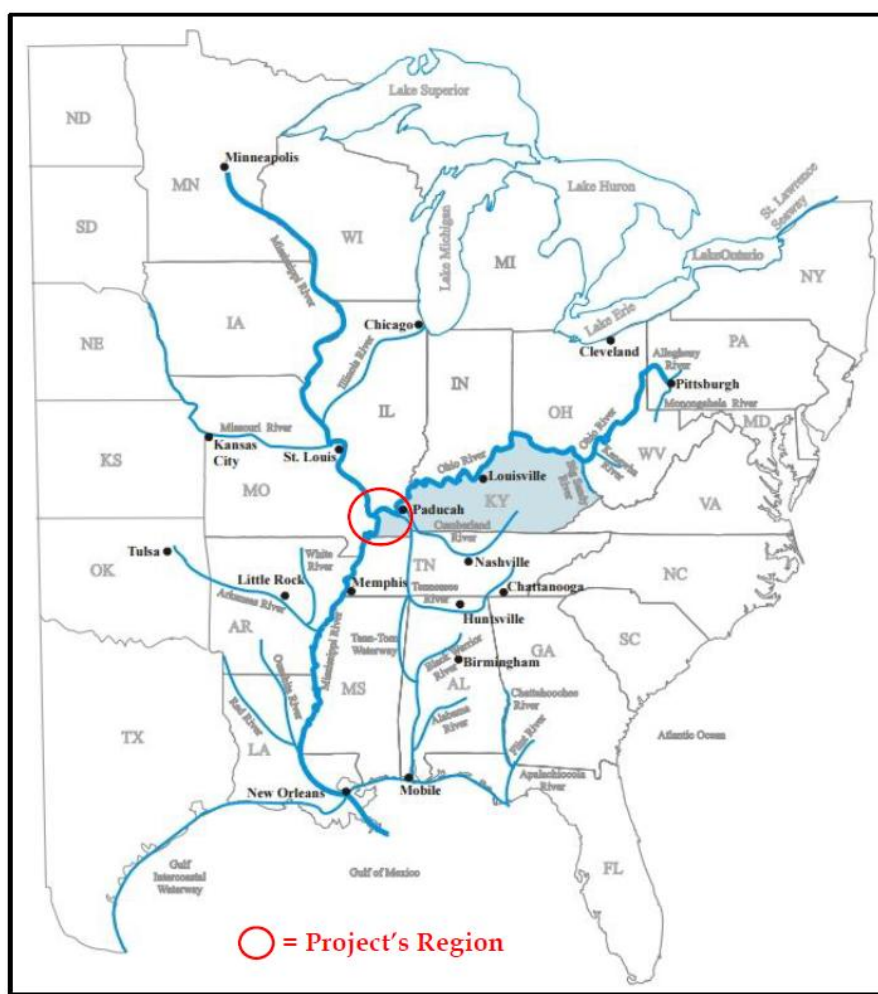 Lake Superior
ND
Minneapolis
MN
Lake Huron
St. Lawrence
Seaway
SD
WI
Lake Michigan
Mississippi River
MI
LakeOntario
NY
IA
Lake Erie
NE
Chicago
Cleveland
PA
Illinois River
Allegheny
River
Pittsburgh
IL
IN
OH
Monongahela River
MD
Missouri River
Kansas
City
St. Louis
Ohio River
Ohio River
Kanawha
River
WV
KS
MO
Louisville
Big Sandy
River
KY
VA
Paducah
Cumberland
River
Tulsa
White
River
TN
Nashville
NC
OK
Little Rock
Memphis
Tennessee
River
Chattanooga
Arkansas River
Huntsville
AR
SC
Tenn-Tom
Waterway
GA
Mississippi River
Black Warrior
River
Birmingham
MS
AL
Ouachita River
Chattahoochee
River
Alabama
River
Red River
Flint River
TX
LA
Atlantic Ocean
Apalachicola
River
New Orleans
Mobile
Gulf
Intercoastal
Waterway
Gulf of Mexico
FL
= Project's Region